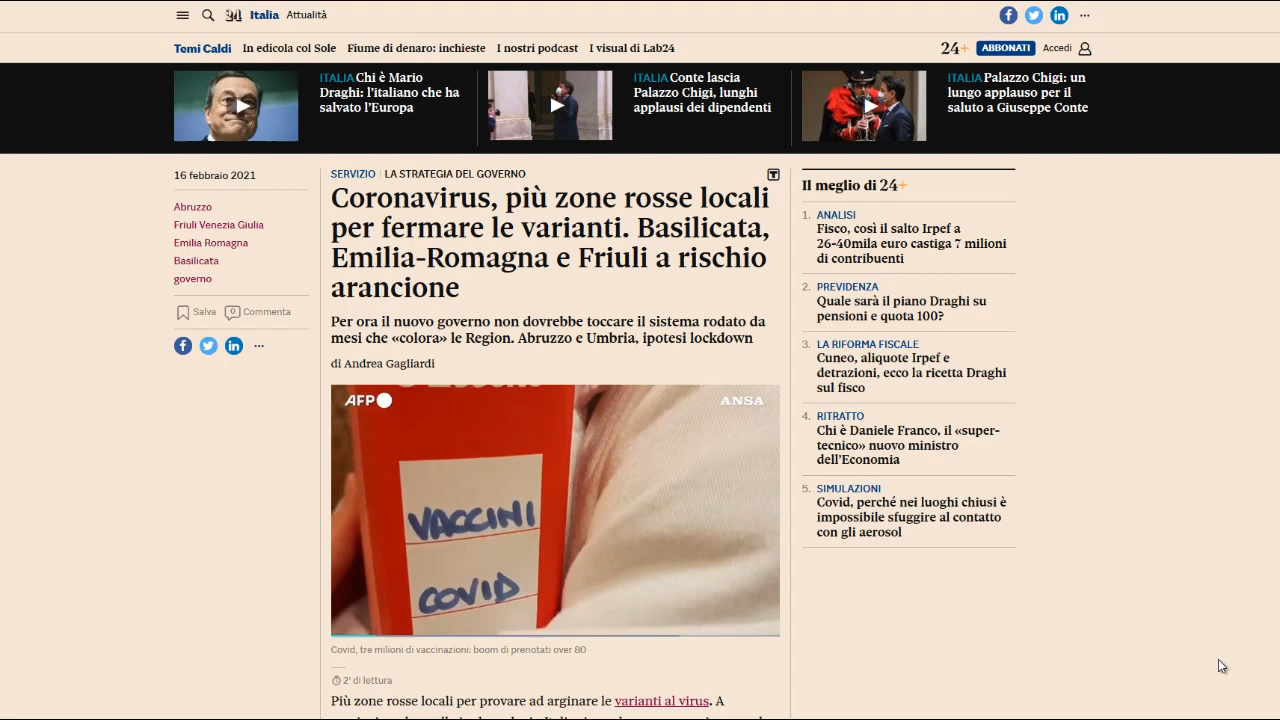 24 Italia Attualità
Temi Caldi In edicola col Sole Fiume di denaro: inchieste I nostri podcast I visual di Lab24 24+ ABBONATI Accedi
ITALIA Chi è Mario
Draghi: l'italiano che ha
salvato l'Europa
ITALIA Conte lascia
Palazzo Chigi, lunghi
applausi dei dipendenti
ITALIA Palazzo Chigi: un
lungo applauso per il
saluto a Giuseppe Conte
16 febbraio 2021
Abruzzo
Friuli Venezia Giulia
Emilia Romagna
Basilicata
governo
Salva 0 Commenta
SERVIZIO | LA STRATEGIA DEL GOVERNO
Coronavirus, più zone rosse locali
per fermare le varianti. Basilicata,
Emilia-Romagna e Friuli a rischio
arancione
Per ora il nuovo governo non dovrebbe toccare il sistema rodato da
mesi che «colora» le Region. Abruzzo e Umbria, ipotesi lockdown
di Andrea Gagliardi
AFP ANSA
VACCINI
COVID
Covid, tre milioni di vaccinazioni: boom di prenotati over 80
2' di lettura
Più zone rosse locali per provare ad arginare le varianti al virus. A
Il meglio di 24+
1. ANALISI
Fisco, così il salto Irpef a
26-40mila euro castiga 7 milioni
di contribuenti
2. PREVIDENZA
Quale sarà il piano Draghi su
pensioni e quota 100?
3. LA RIFORMA FISCALE
Cuneo, aliquote Irpef e
detrazioni, ecco la ricetta Draghi
sul fisco
4. RITRATTO
Chi è Daniele Franco, il «super-
tecnico» nuovo ministro
dell'Economia
5. SIMULAZIONI
Covid, perché nei luoghi chiusi è
impossibile sfuggire al contatto
con gli aerosol